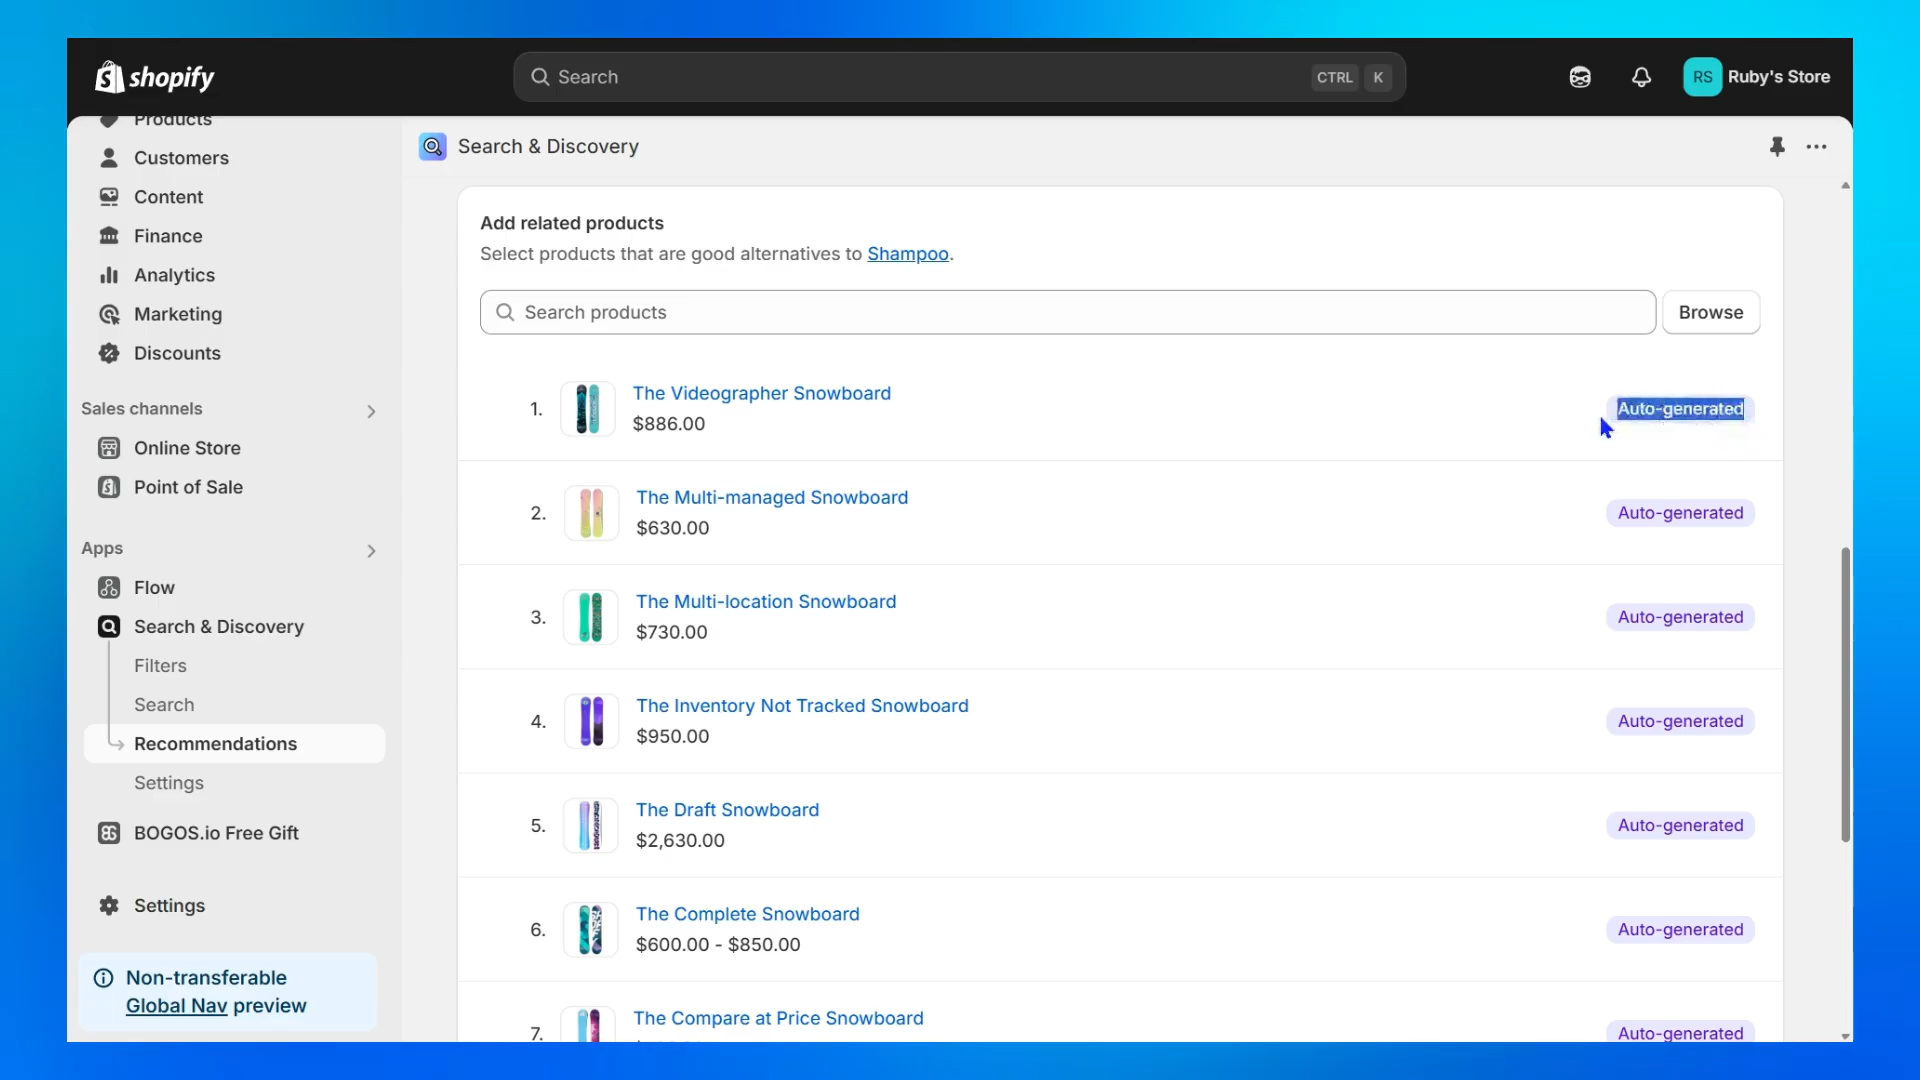 shopify
Search
CTRL K
RS Ruby's Store
Products
Customers
Content
Finance
Analytics
Marketing
Discounts
Sales channels
Online Store
Point of Sale
Apps
Flow
Search & Discovery
Filters
Search
Recommendations
Settings
BOGOS.io Free Gift
Settings
Non-transferable
Global Nav preview
Search & Discovery
Add related products
Select products that are good alternatives to Shampoo.
Search products
Browse
1. The Videographer Snowboard
$886.00
Auto-generated
2. The Multi-managed Snowboard
$630.00
Auto-generated
3. The Multi-location Snowboard
$730.00
Auto-generated
4. The Inventory Not Tracked Snowboard
$950.00
Auto-generated
5. The Draft Snowboard
$2,630.00
Auto-generated
6. The Complete Snowboard
$600.00 - $850.00
Auto-generated
7. The Compare at Price Snowboard
Auto-generated